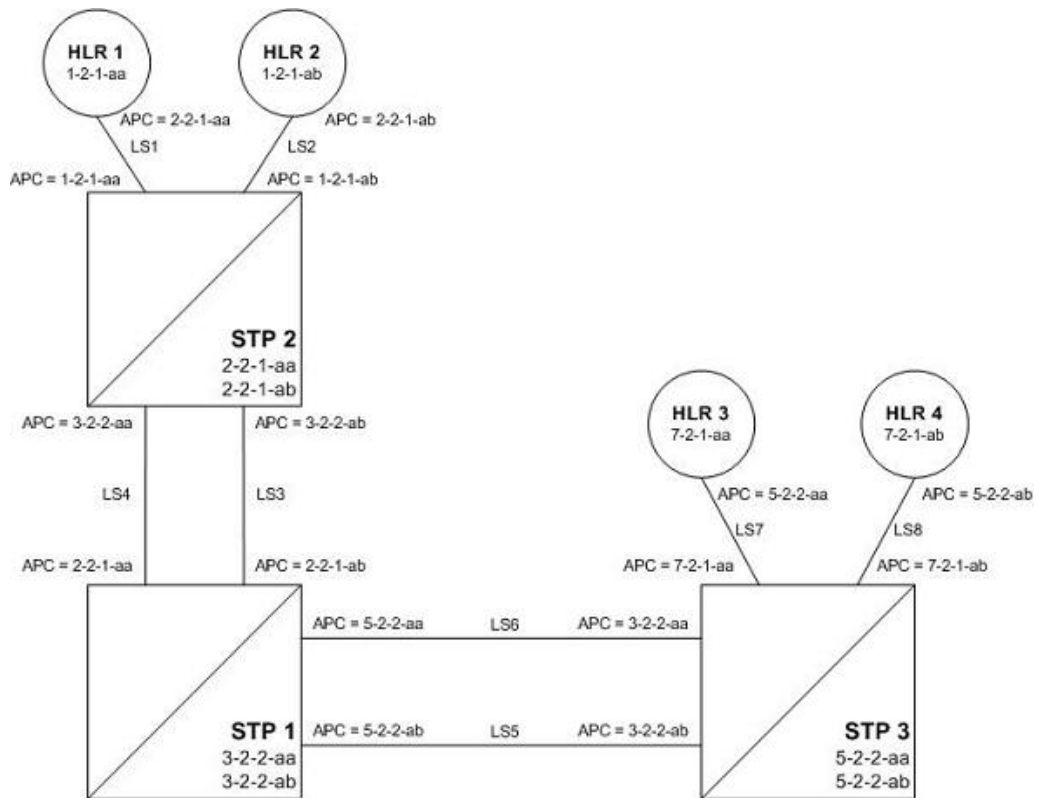 HLR 1
1-2-1-aa
HLR 2
1-2-1-ab
APC = 2-2-1-aa
APC = 2-2-1-ab
LS1
LS2
APC = 1-2-1-aa
APC = 1-2-1-ab
STP 2
2-2-1-aa
2-2-1-ab
APC = 3-2-2-aa
APC = 3-2-2-ab
HLR 3
7-2-1-aa
HLR 4
7-2-1-ab
LS4
LS3
APC = 5-2-2-aa
APC = 5-2-2-ab
LS7
LS8
APC = 2-2-1-aa
APC = 2-2-1-ab
APC = 7-2-1-aa
APC = 7-2-1-ab
APC = 5-2-2-aa
LS6
APC = 3-2-2-aa
STP 1
3-2-2-aa
3-2-2-ab
APC = 5-2-2-ab
LS5
APC = 3-2-2-ab
STP 3
5-2-2-aa
5-2-2-ab